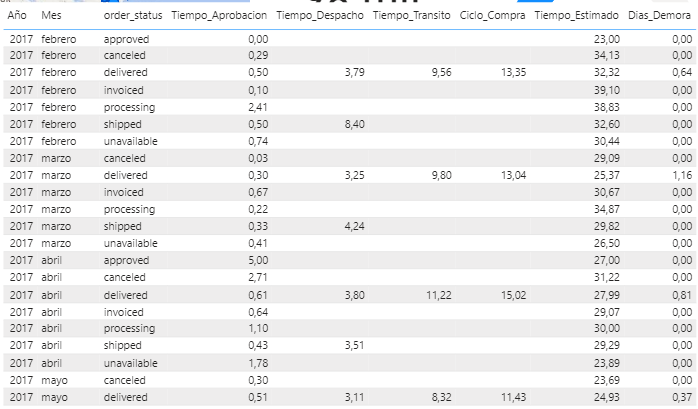 Año Mes order_status Tiempo_Aprobacion Tiempo_Despacho Tiempo_Transito Ciclo_Compra Tiempo_Estimado Dias_Demora
2017 febrero approved 0,00 23,00 0,00
2017 febrero canceled 0,29 34,13 0,00
2017 febrero delivered 0,50 3,79 9,56 13,35 32,32 0,64
2017 febrero invoiced 0,10 39,10 0,00
2017 febrero processing 2,41 38,83 0,00
2017 febrero shipped 0,50 8,40 32,60 0,00
2017 febrero unavailable 0,74 30,44 0,00
2017 marzo canceled 0,03 29,09 0,00
2017 marzo delivered 0,30 3,25 9,80 13,04 25,37 1,16
2017 marzo invoiced 0,67 30,67 0,00
2017 marzo processing 0,22 34,87 0,00
2017 marzo shipped 0,33 4,24 29,82 0,00
2017 marzo unavailable 0,41 26,50 0,00
2017 abril approved 5,00 27,00 0,00
2017 abril canceled 2,71 31,22 0,00
2017 abril delivered 0,61 3,80 11,22 15,02 27,99 0,81
2017 abril invoiced 0,64 29,07 0,00
2017 abril processing 1,10 30,00 0,00
2017 abril shipped 0,43 3,51 29,29 0,00
2017 abril unavailable 1,78 23,89 0,00
2017 mayo canceled 0,30 23,69 0,00
2017 mayo delivered 0,51 3,11 8,32 11,43 24,93 0,37